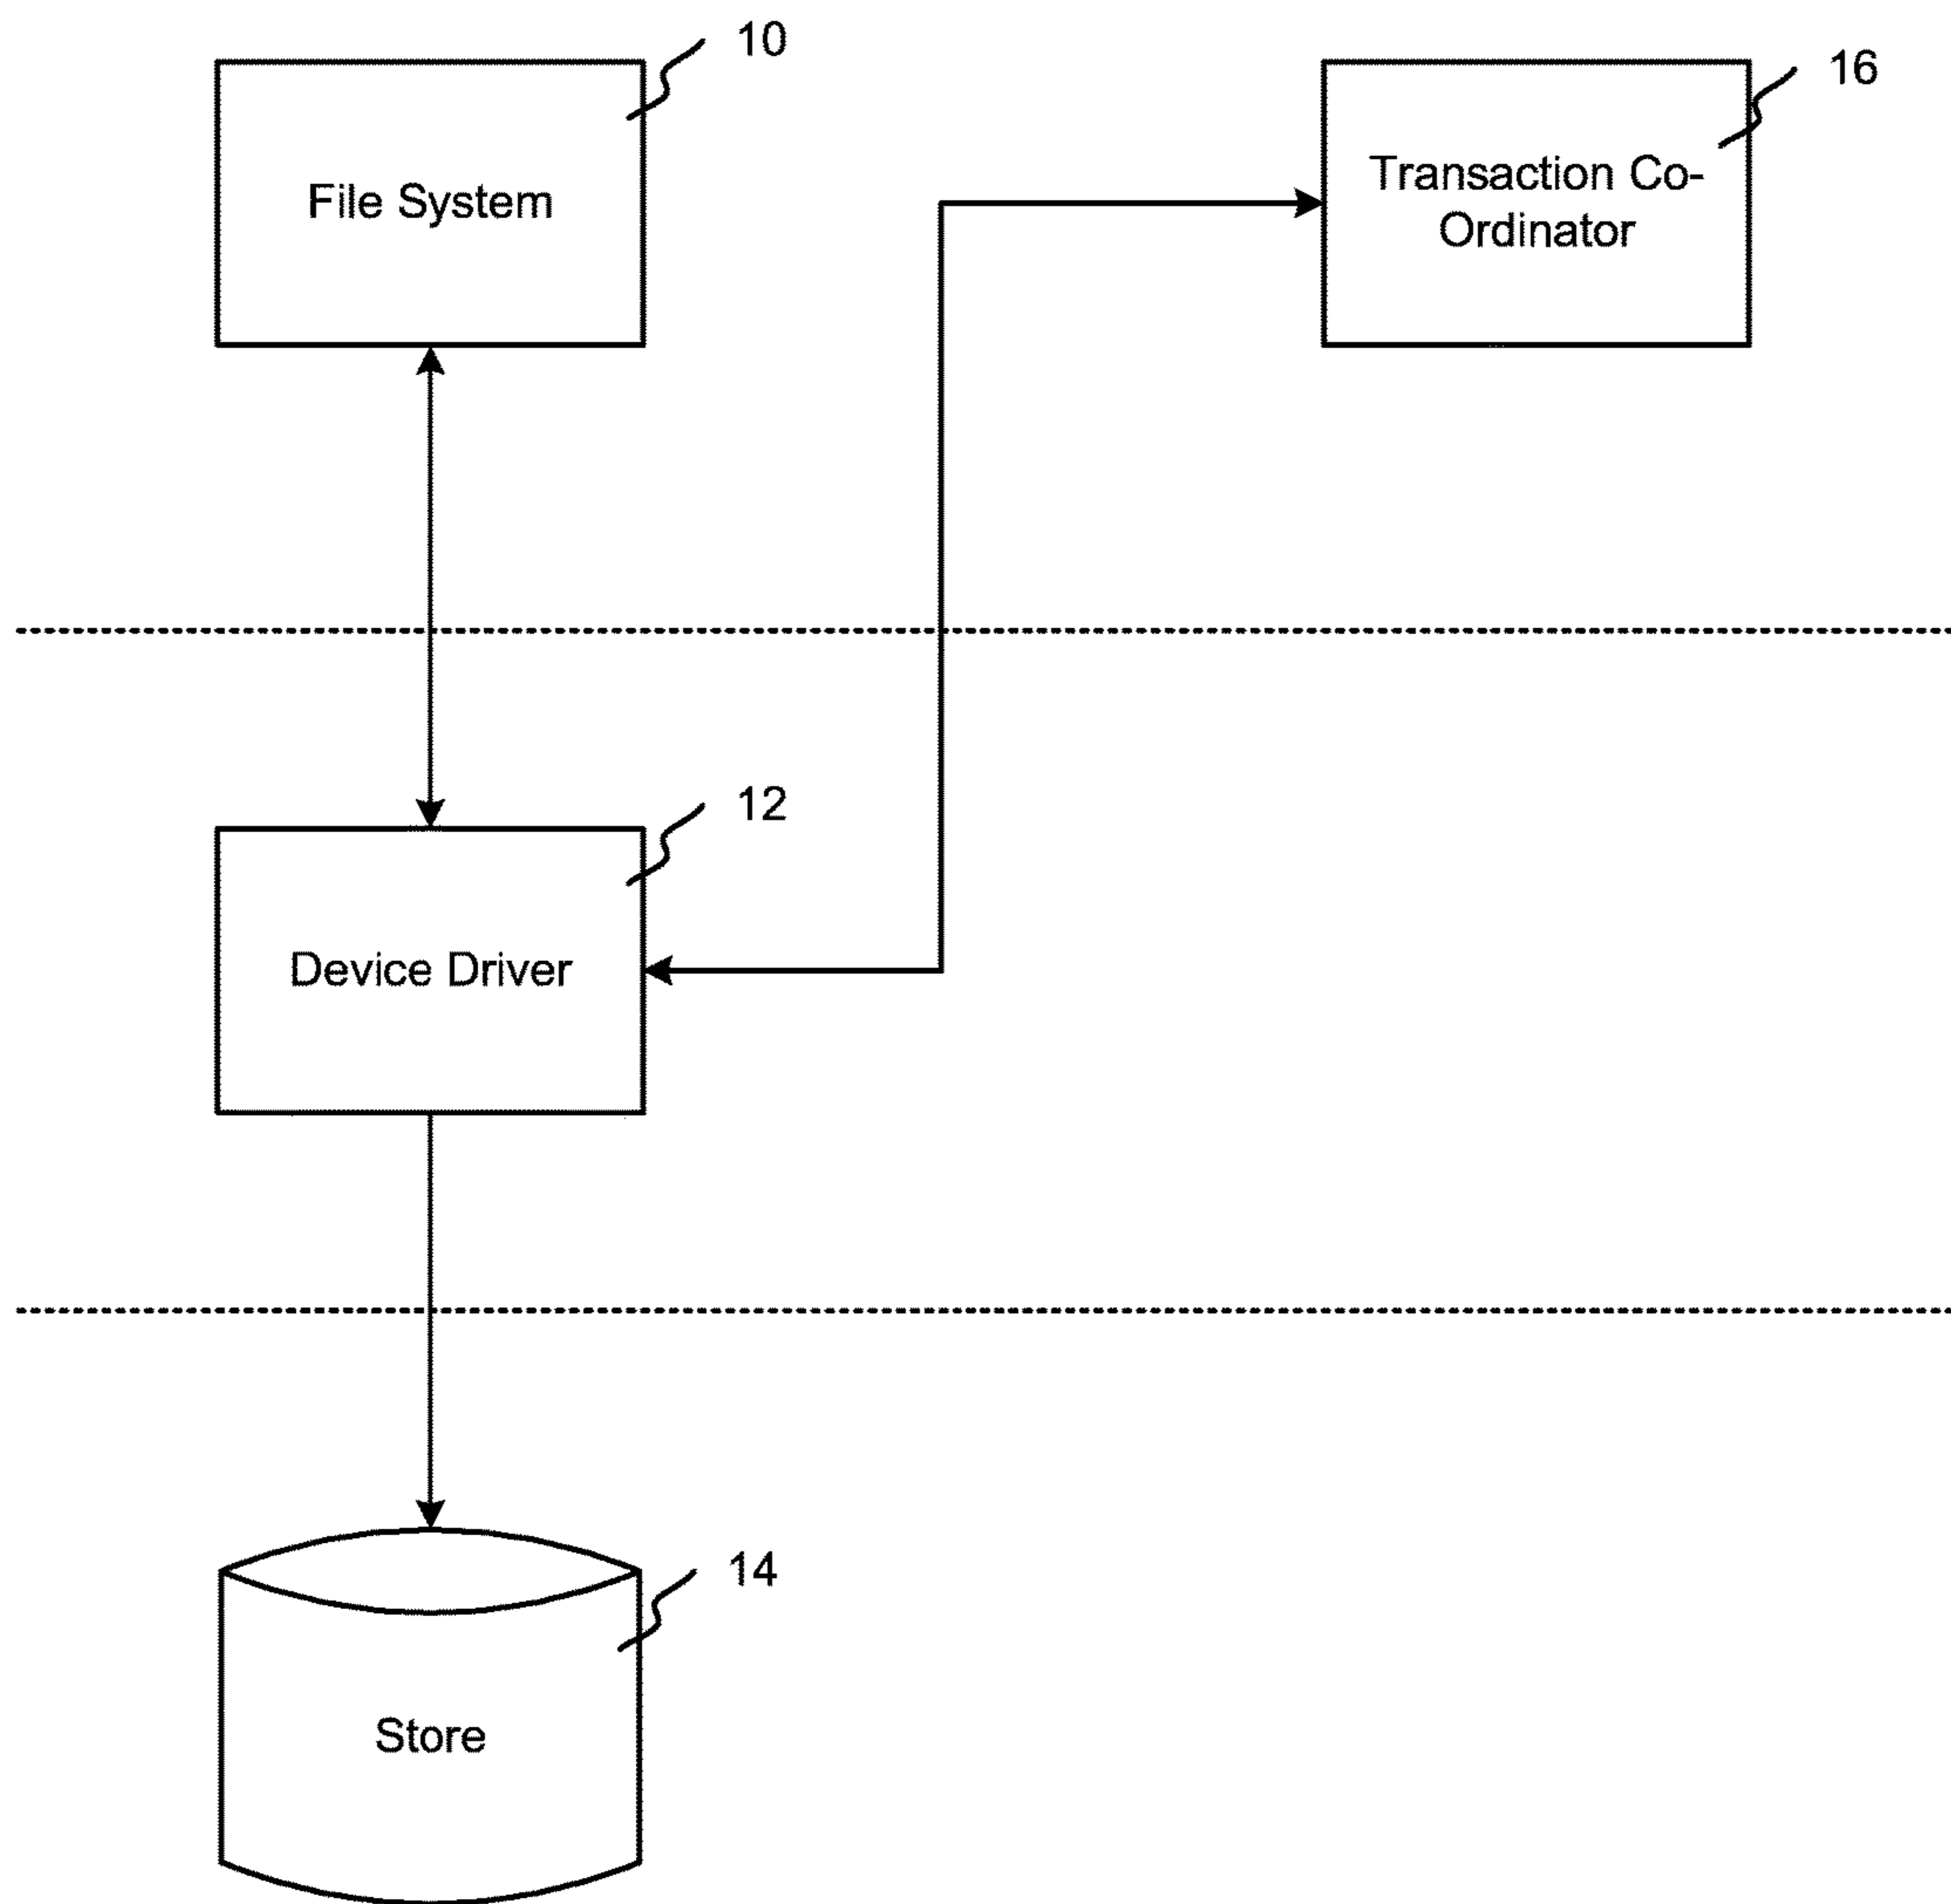 10
16
File System
Transaction Co-
Ordinator
12
Device Driver
14
Store